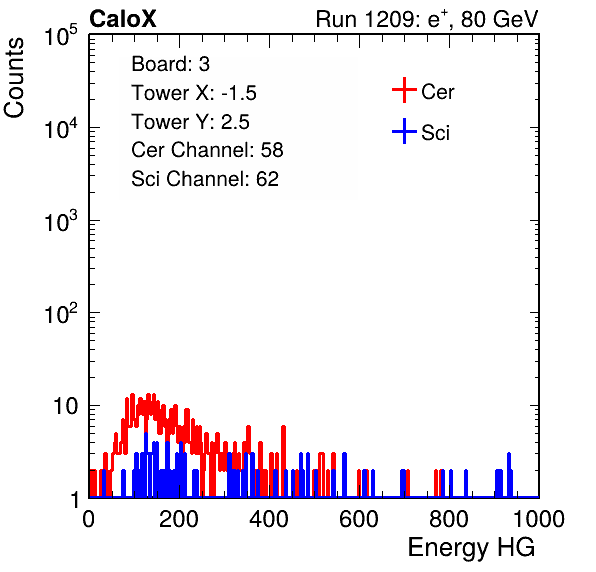 CaloX Run 1209: e⁺, 80 GeV
Counts
10⁵
10⁴
10³
10²
10
1
Board: 3
Tower X: -1.5
Tower Y: 2.5
Cer Channel: 58
Sci Channel: 62
Cer
Sci
0 200 400 600 800 1000
Energy HG